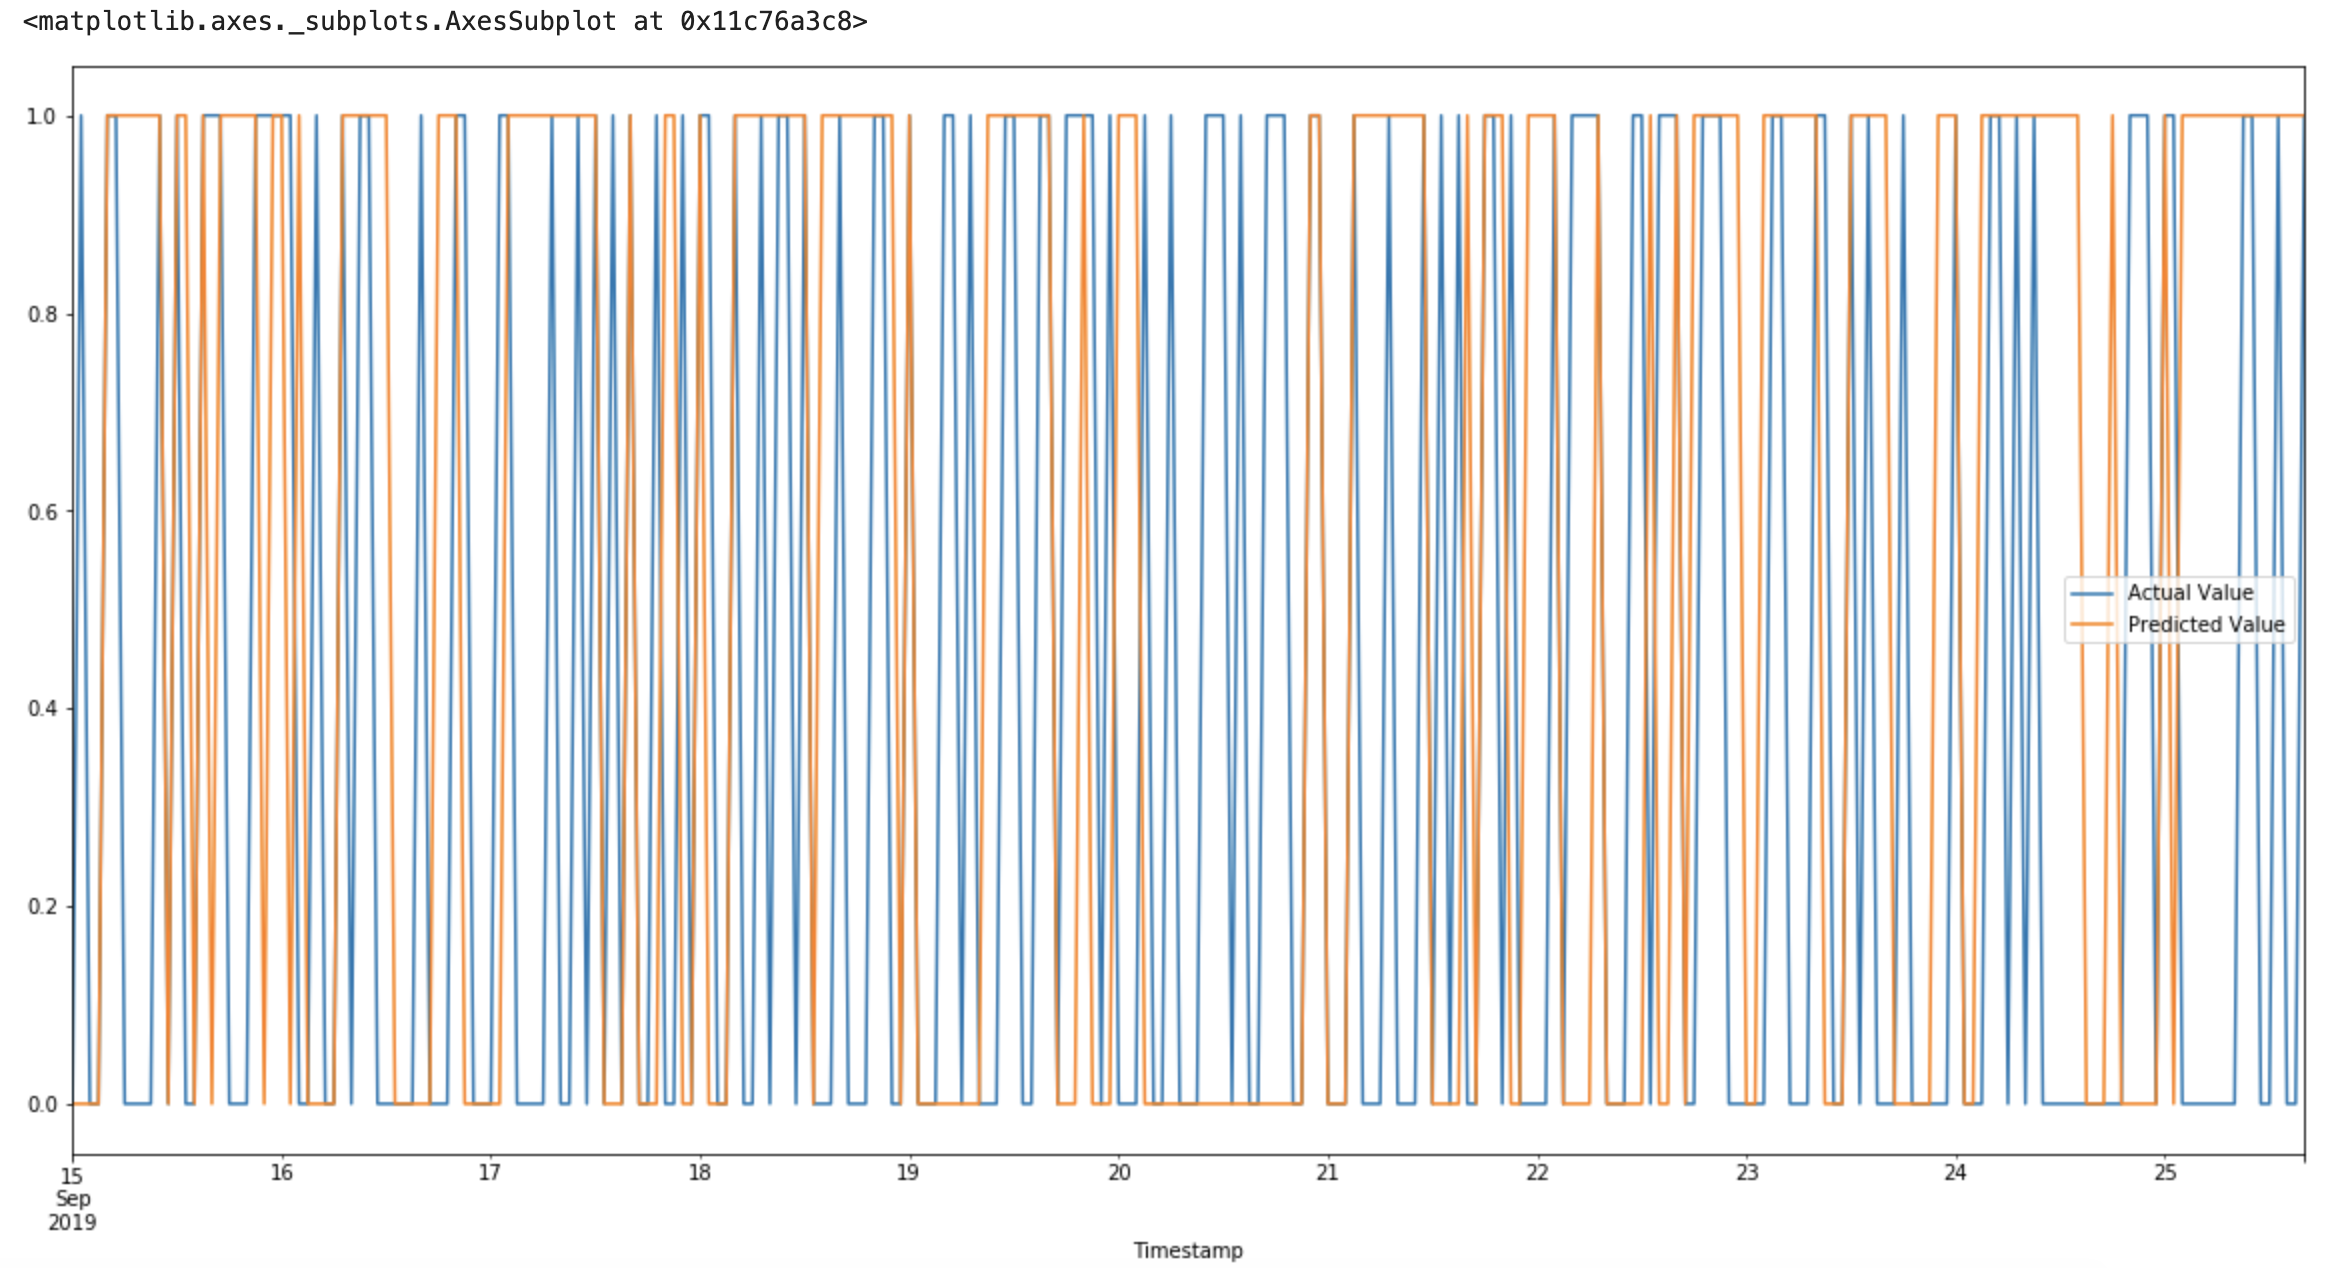 <matplotlib.axes._subplots.AxesSubplot at 0x11c76a3c8>
1.0
0.8
0.6
0.4
0.2
0.0
Actual Value
Predicted Value
15 16 17 18 19 20 21 22 23 24 25
Sep
2019
Timestamp